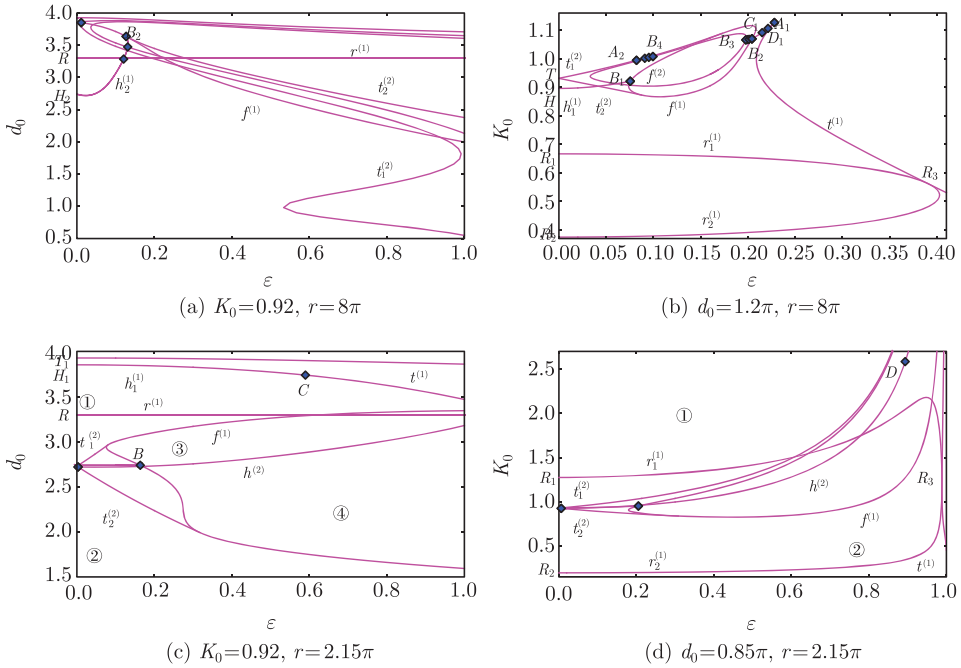 4.0
3.5
R
3.0
H₂
2.5
2.0
1.5
1.0
0.5
d₀
B₂
r⁽¹⁾
h₂⁽¹⁾
t₂⁽²⁾
f⁽¹⁾
t₁⁽²⁾
0.0 0.2 0.4 0.6 0.8 1.0
ε
(a) K₀=0.92, r=8π
1.1
1.0
T
0.9
H
0.8
0.7
R₁
0.6
0.5
0.4
R₂
K₀
C₁ A₁
A₂ B₄ B₃ D₁
B₂
t₁⁽²⁾
B₁ f⁽²⁾
h₁⁽¹⁾ t₂⁽²⁾ f⁽¹⁾
t⁽¹⁾
r₁⁽¹⁾
R₃
r₂⁽¹⁾
0.0 0.05 0.10 0.15 0.20 0.25 0.30 0.35 0.40
ε
(b) d₀=1.2π, r=8π
4.0
T₁
H₁
3.5
R
3.0
2.5
2.0
1.5
d₀
h₁⁽¹⁾ C t⁽¹⁾
①
r⁽¹⁾
t₁⁽²⁾ f⁽¹⁾
B ③
h⁽²⁾
t₂⁽²⁾ ④
②
0.0 0.2 0.4 0.6 0.8 1.0
ε
(c) K₀=0.92, r=2.15π
2.5
2.0
1.5
R₁
1.0
0.5
R₂
K₀
D
①
r₁⁽¹⁾
t₁⁽²⁾ h⁽²⁾ R₃
t₂⁽²⁾ f⁽¹⁾
r₂⁽¹⁾ ②
t⁽¹⁾
0.0 0.2 0.4 0.6 0.8 1.0
ε
(d) d₀=0.85π, r=2.15π